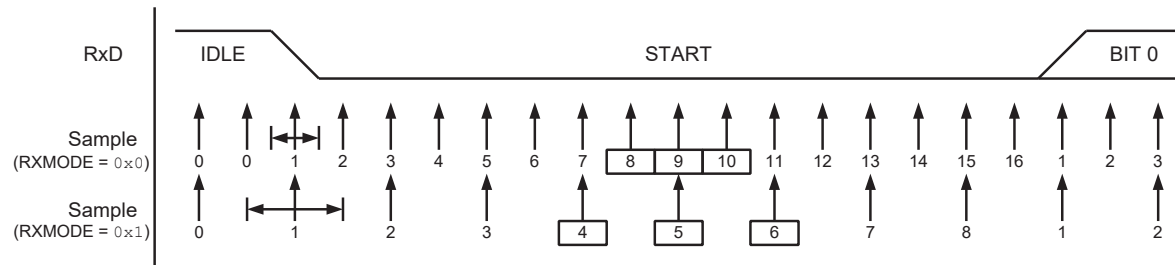 RxD IDLE START BIT 0
Sample
(RXMODE = 0x0) 0 0 1 2 3 4 5 6 7 8 9 10 11 12 13 14 15 16 1 2 3
Sample
(RXMODE = 0x1) 0 1 2 3 4 5 6 7 8 1 2